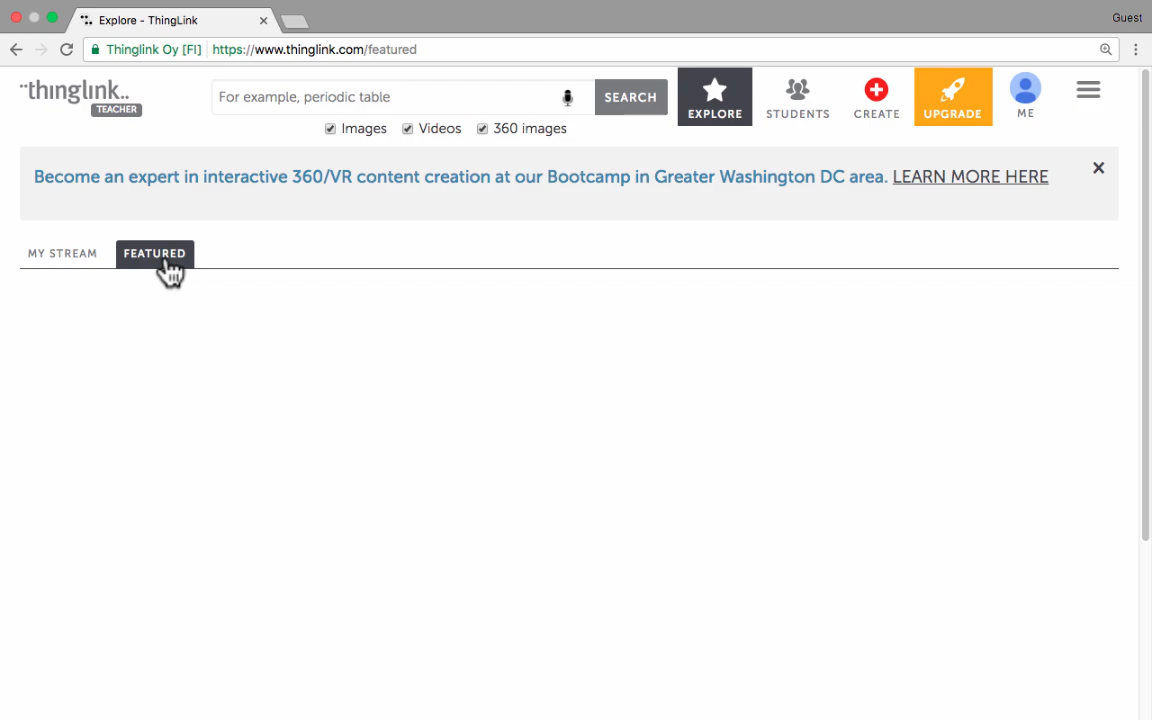 Explore - ThingLink
Guest
Thinglink Oy [FI] https://www.thinglink.com/featured
thinglink..
TEACHER
For example, periodic table
SEARCH
EXPLORE
STUDENTS
CREATE
UPGRADE
ME
Images
Videos
360 images
Become an expert in interactive 360/VR content creation at our Bootcamp in Greater Washington DC area. LEARN MORE HERE
MY STREAM
FEATURED